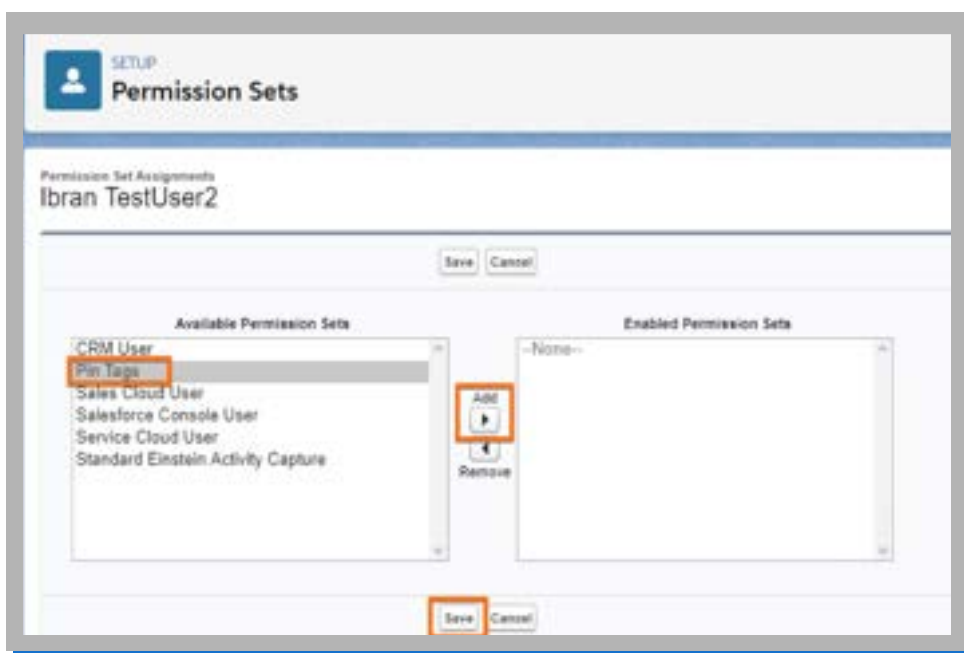 SETUP
Permission Sets
Permission Set Assignments
Ibran TestUser2
Save Cancel
Available Permission Sets
Enabled Permission Sets
CRM User
Pin Tags
Sales Cloud User
Salesforce Console User
Service Cloud User
Standard Einstein Activity Capture
Add
Remove
--None--
Save Cancel